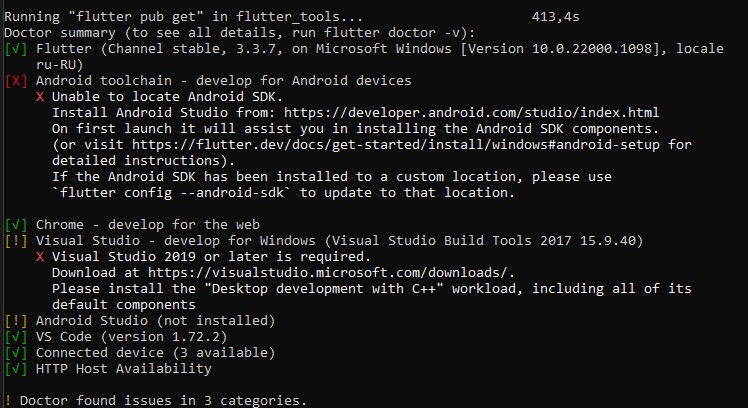 Running "flutter pub get" in flutter_tools...                     413,4s
Doctor summary (to see all details, run flutter doctor -v):
[√] Flutter (Channel stable, 3.3.7, on Microsoft Windows [Version 10.0.22000.1098], locale
    ru-RU)
[X] Android toolchain - develop for Android devices
    X Unable to locate Android SDK.
      Install Android Studio from: https://developer.android.com/studio/index.html
      On first launch it will assist you in installing the Android SDK components.
      (or visit https://flutter.dev/docs/get-started/install/windows#android-setup for
      detailed instructions).
      If the Android SDK has been installed to a custom location, please use
      `flutter config --android-sdk` to update to that location.

[√] Chrome - develop for the web
[!] Visual Studio - develop for Windows (Visual Studio Build Tools 2017 15.9.40)
    X Visual Studio 2019 or later is required.
      Download at https://visualstudio.microsoft.com/downloads/.
      Please install the "Desktop development with C++" workload, including all of its
      default components
[!] Android Studio (not installed)
[√] VS Code (version 1.72.2)
[√] Connected device (3 available)
[√] HTTP Host Availability

! Doctor found issues in 3 categories.